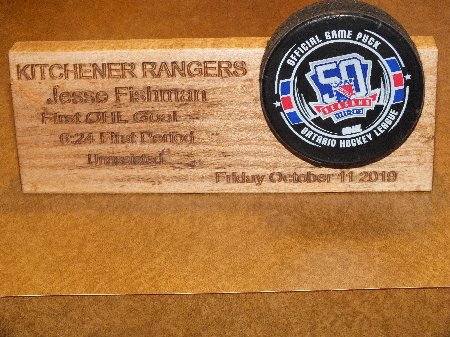 KITCHENER RANGERS
Jesse Fishman
First OHL Goal
6:24 First Period
Unassisted
Friday October 11 2019
OFFICIAL GAME PUCK
50
SEASONS
ONTARIO HOCKEY LEAGUE